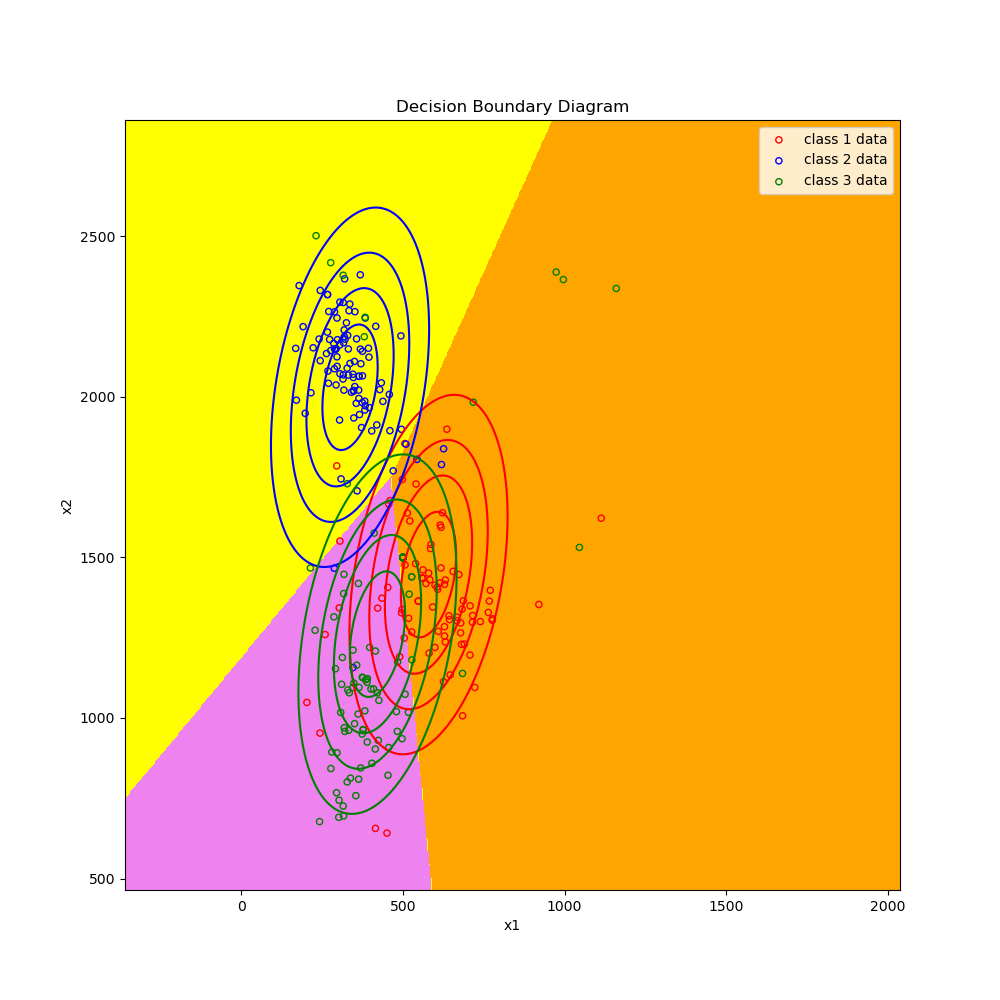 Decision Boundary Diagram
class 1 data
class 2 data
class 3 data
2500
2000
1500
1000
500
x2
0 500 1000 1500 2000
x1